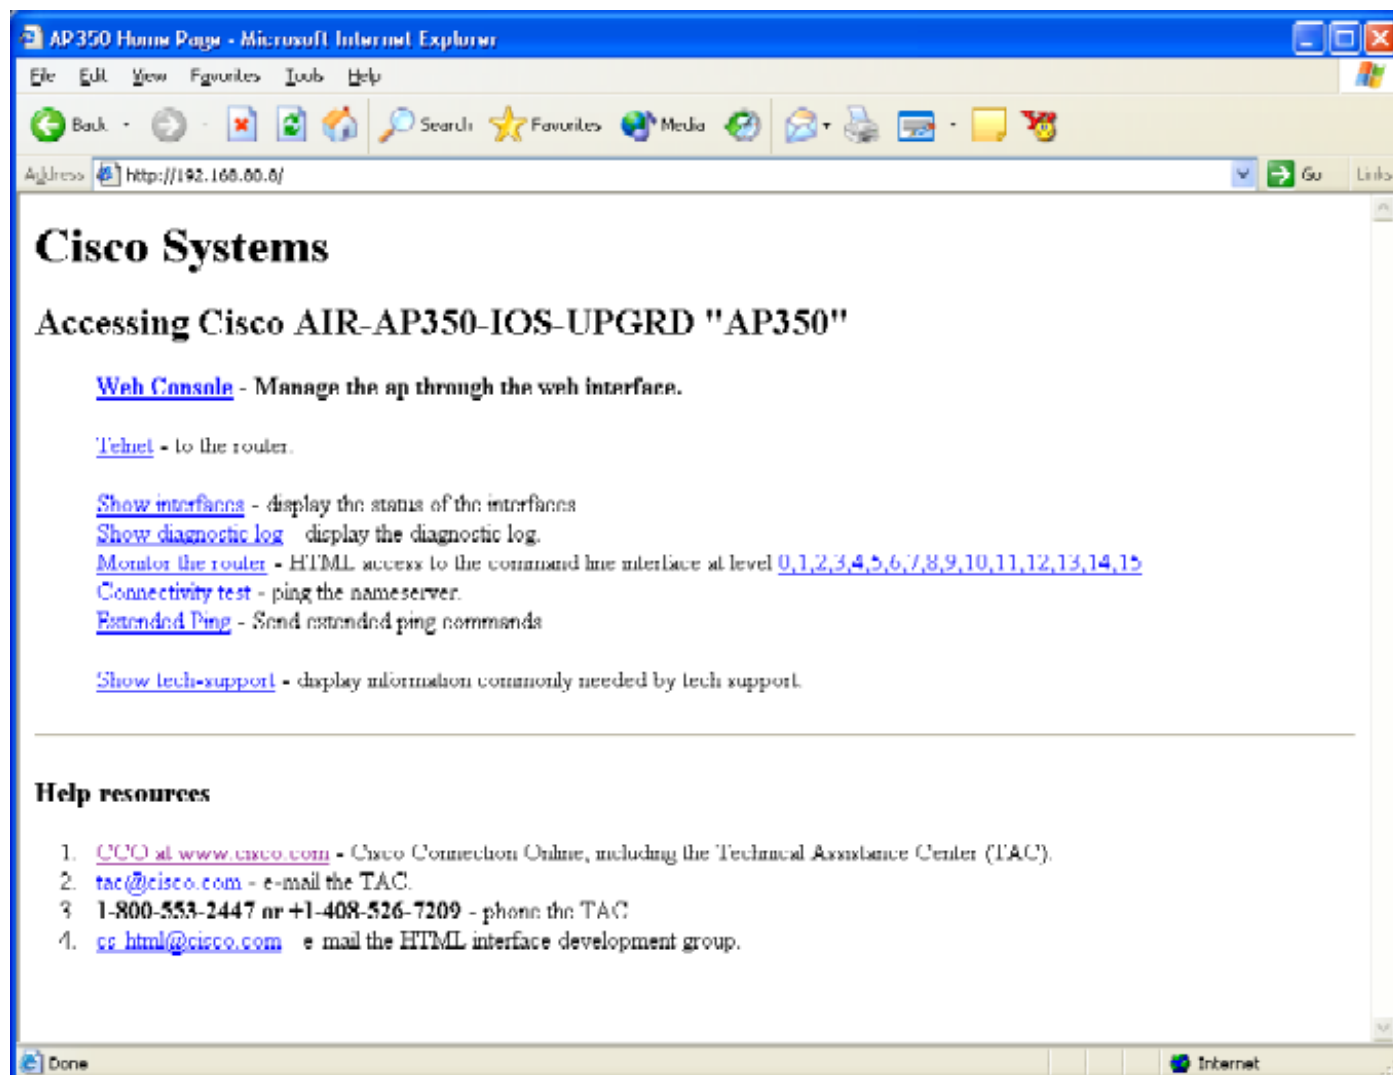 AP350 Home Page - Microsoft Internet Explorer
File Edit View Favorites Tools Help
Back Search Favorites Media
Address http://192.168.80.8/ Go Links
Cisco Systems
Accessing Cisco AIR-AP350-IOS-UPGRD "AP350"
Web Console - Manage the ap through the web interface.
Telnet - to the router.
Show interfaces - display the status of the interfaces
Show diagnostic log - display the diagnostic log.
Monitor the router - HTML access to the command line interface at level 0,1,2,3,4,5,6,7,8,9,10,11,12,13,14,15
Connectivity test - ping the nameserver.
Extended Ping - Send extended ping commands
Show tech-support - display information commonly needed by tech support.
Help resources
1. CCO at www.cisco.com - Cisco Connection Online, including the Technical Assistance Center (TAC).
2. tac@cisco.com - e-mail the TAC.
3. 1-800-553-2447 or +1-408-526-7209 - phone the TAC
4. cs-html@cisco.com - e-mail the HTML interface development group.
Done Internet